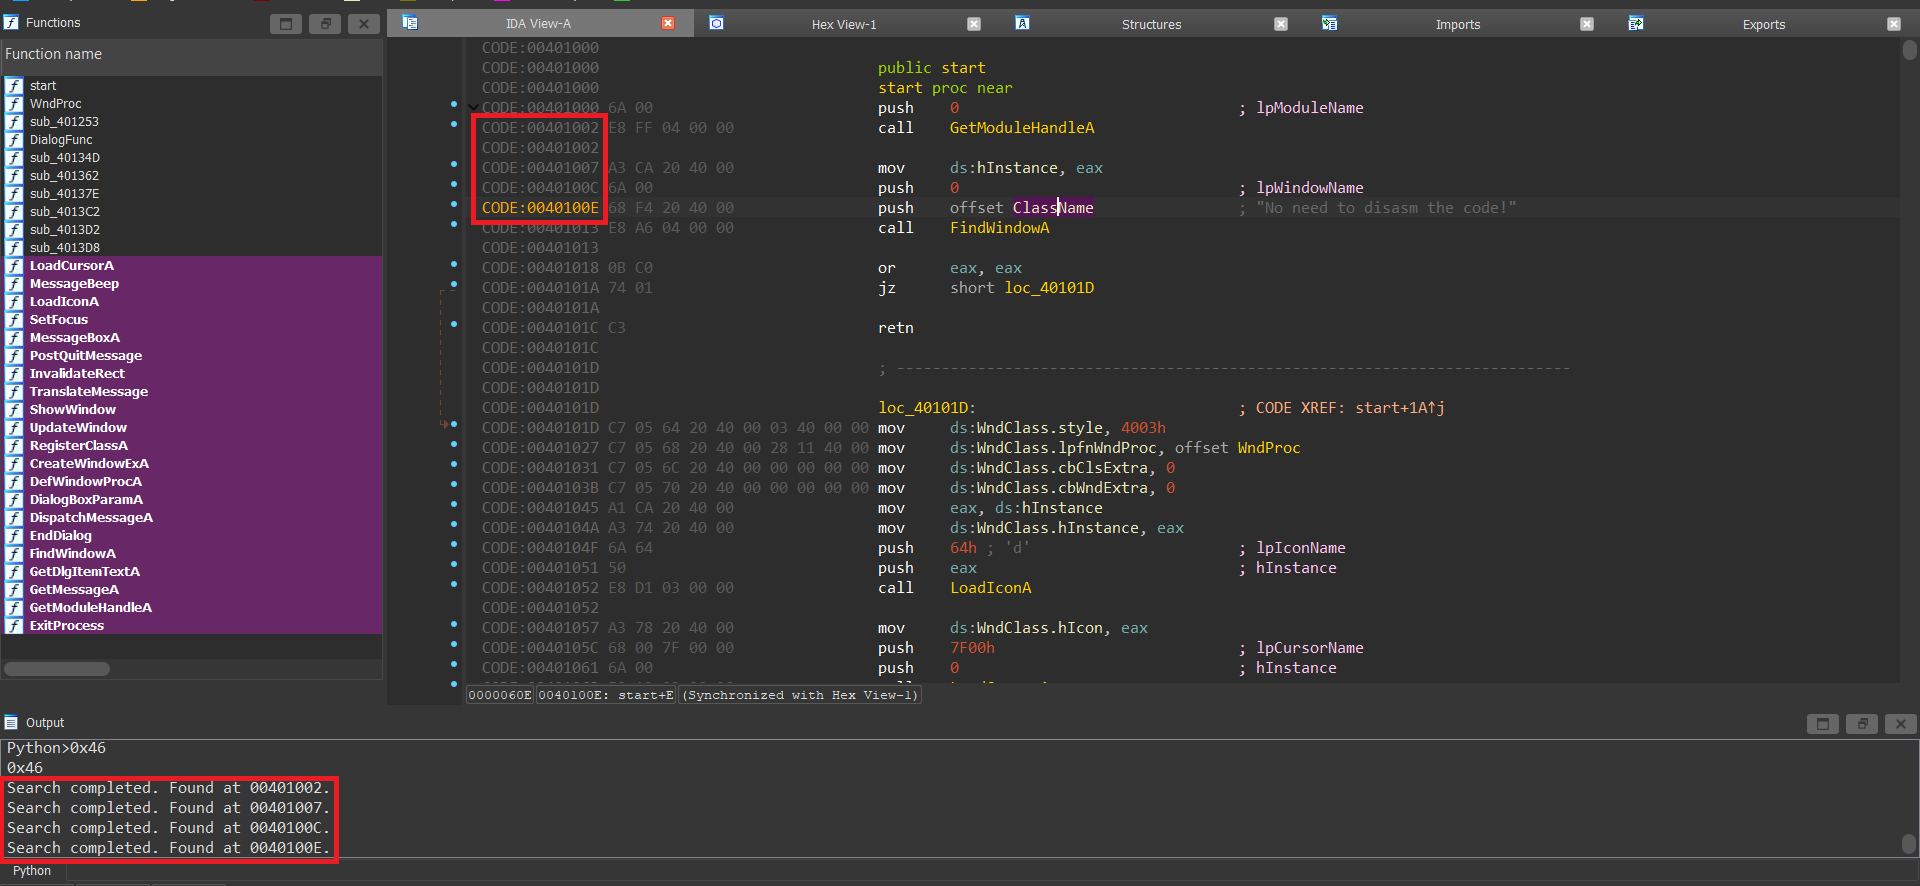 Functions
IDA View-A
Hex View-1
Structures
Imports
Exports
Function name
start
WndProc
sub_401253
DialogFunc
sub_40134D
sub_401362
sub_40137E
sub_4013C2
sub_4013D2
sub_4013D8
LoadCursorA
MessageBeep
LoadIconA
SetFocus
MessageBoxA
PostQuitMessage
InvalidateRect
TranslateMessage
ShowWindow
UpdateWindow
RegisterClassA
CreateWindowExA
DefWindowProcA
DialogBoxParamA
DispatchMessageA
EndDialog
FindWindowA
GetDlgItemTextA
GetMessageA
GetModuleHandleA
ExitProcess
CODE:00401000
CODE:00401000 public start
CODE:00401000 start proc near
CODE:00401000 6A 00 push 0 ; lpModuleName
CODE:00401002 E8 FF 04 00 00 call GetModuleHandleA
CODE:00401002
CODE:00401007 A3 CA 20 40 00 mov ds:hInstance, eax
CODE:0040100C 6A 00 push 0 ; lpWindowName
CODE:0040100E 68 F4 20 40 00 push offset ClassName ; "No need to disasm the code!"
CODE:00401013 E8 A6 04 00 00 call FindWindowA
CODE:00401013
CODE:00401018 0B C0 or eax, eax
CODE:0040101A 74 01 jz short loc_40101D
CODE:0040101A
CODE:0040101C C3 retn
CODE:0040101C
CODE:0040101D ; ---------------------------------------------------------------------------
CODE:0040101D
CODE:0040101D loc_40101D: ; CODE XREF: start+1A↑j
CODE:0040101D C7 05 64 20 40 00 03 40 00 00 mov ds:WndClass.style, 4003h
CODE:00401027 C7 05 68 20 40 00 28 11 40 00 mov ds:WndClass.lpfnWndProc, offset WndProc
CODE:00401031 C7 05 6C 20 40 00 00 00 00 00 mov ds:WndClass.cbClsExtra, 0
CODE:0040103B C7 05 70 20 40 00 00 00 00 00 mov ds:WndClass.cbWndExtra, 0
CODE:00401045 A1 CA 20 40 00 mov eax, ds:hInstance
CODE:0040104A A3 74 20 40 00 mov ds:WndClass.hInstance, eax
CODE:0040104F 6A 64 push 64h ; 'd' ; lpIconName
CODE:00401051 50 push eax ; hInstance
CODE:00401052 E8 D1 03 00 00 call LoadIconA
CODE:00401052
CODE:00401057 A3 78 20 40 00 mov ds:WndClass.hIcon, eax
CODE:0040105C 68 00 7F 00 00 push 7F00h ; lpCursorName
CODE:00401061 6A 00 push 0 ; hInstance
0000060E 0040100E: start+E (Synchronized with Hex View-1)
Output
Python>0x46
0x46
Search completed. Found at 00401002.
Search completed. Found at 00401007.
Search completed. Found at 0040100C.
Search completed. Found at 0040100E.
Python